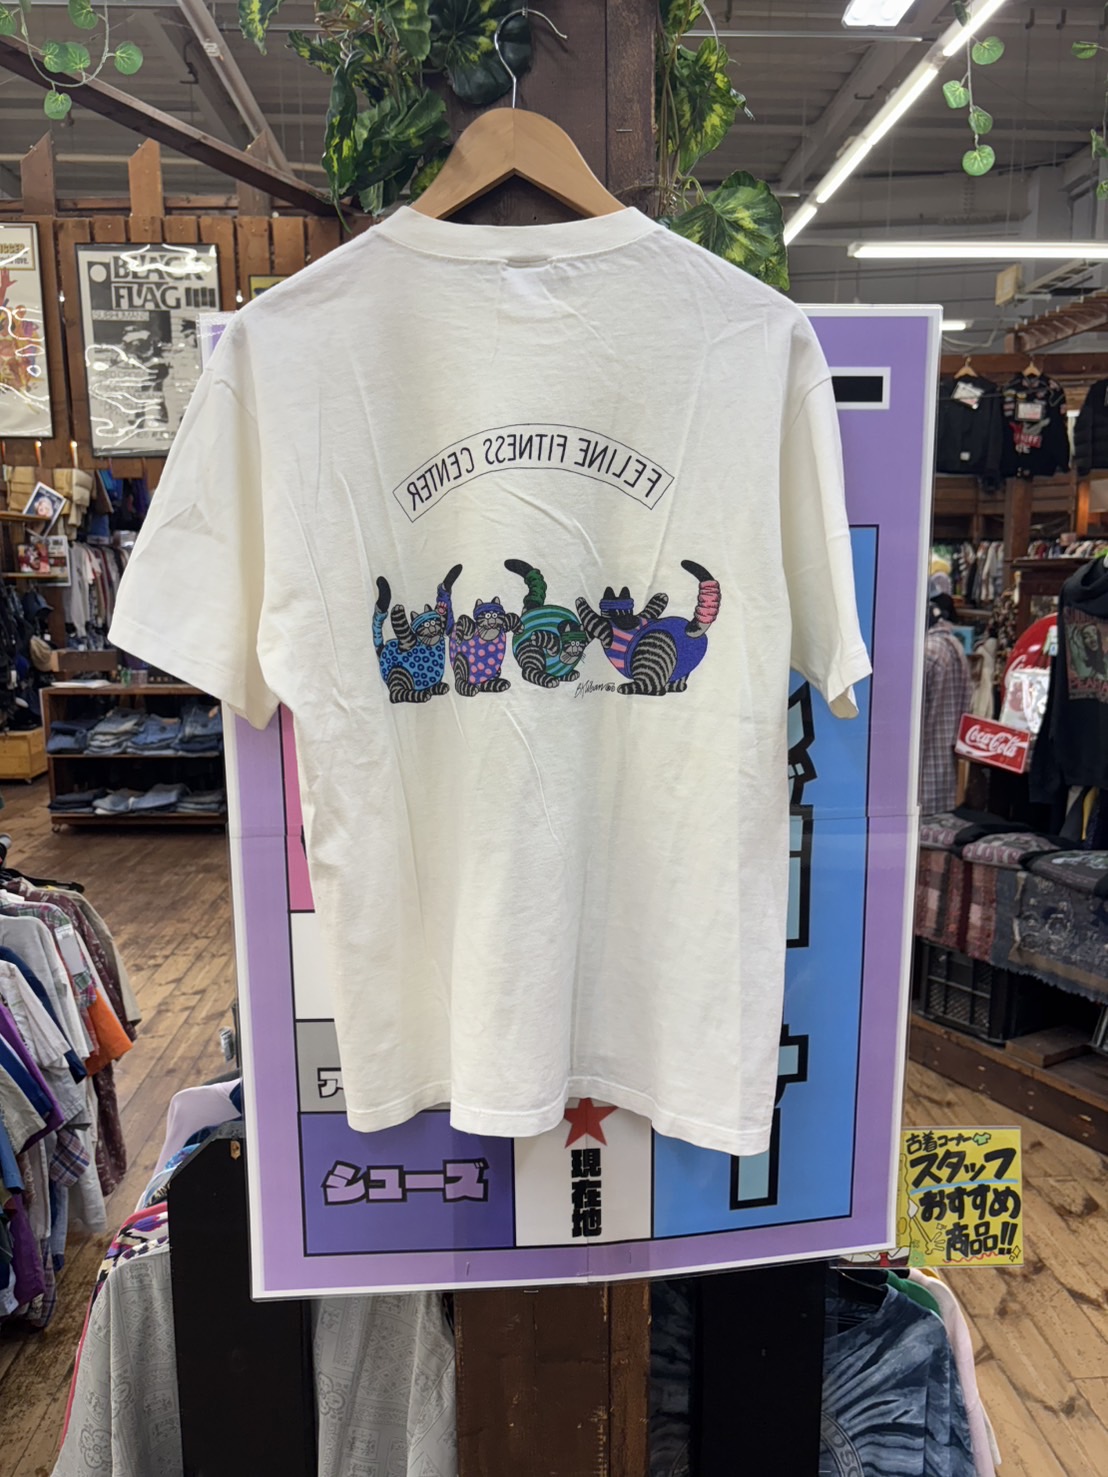 BLACK
FLAG
FELINE FITNESS CENTER
B. Kliban
Coca-Cola
ア
シューズ
現在地
古着コーナー
スタッフ
おすすめ
商品!!